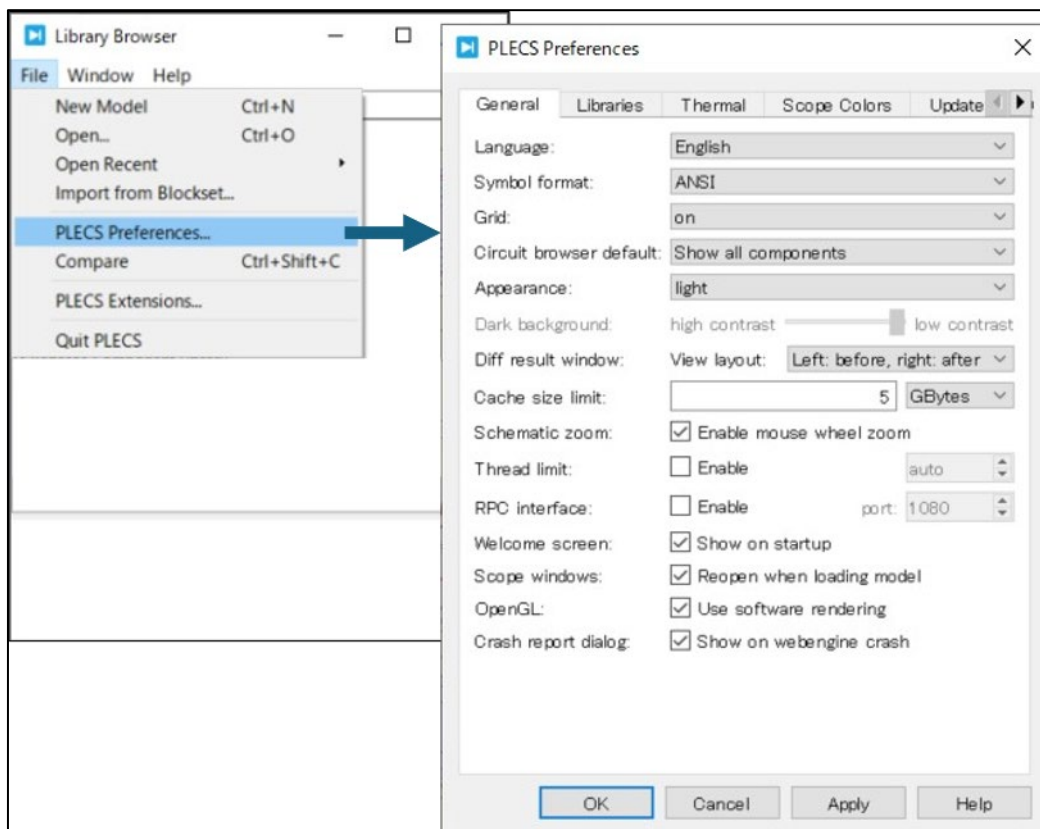 Library Browser
File Window Help
New Model Ctrl+N
Open... Ctrl+O
Open Recent
Import from Blockset...
PLECS Preferences...
Compare Ctrl+Shift+C
PLECS Extensions...
Quit PLECS
PLECS Preferences
General Libraries Thermal Scope Colors Update
Language: English
Symbol format: ANSI
Grid: on
Circuit browser default: Show all components
Appearance: light
Dark background: high contrast low contrast
Diff result window: View layout: Left: before, right: after
Cache size limit: 5 GBytes
Schematic zoom: Enable mouse wheel zoom
Thread limit: Enable auto
RPC interface: Enable port: 1080
Welcome screen: Show on startup
Scope windows: Reopen when loading model
OpenGL: Use software rendering
Crash report dialog: Show on webengine crash
OK Cancel Apply Help